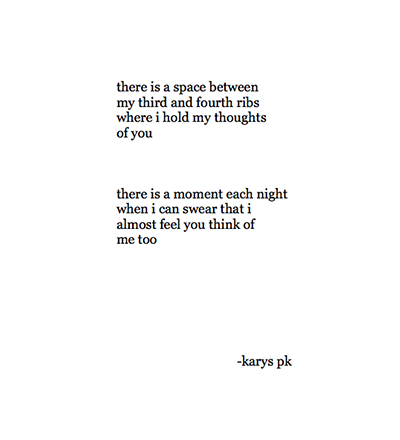 there is a space between
my third and fourth ribs
where i hold my thoughts
of you
there is a moment each night
when i can swear that i
almost feel you think of
me too
-karys pk